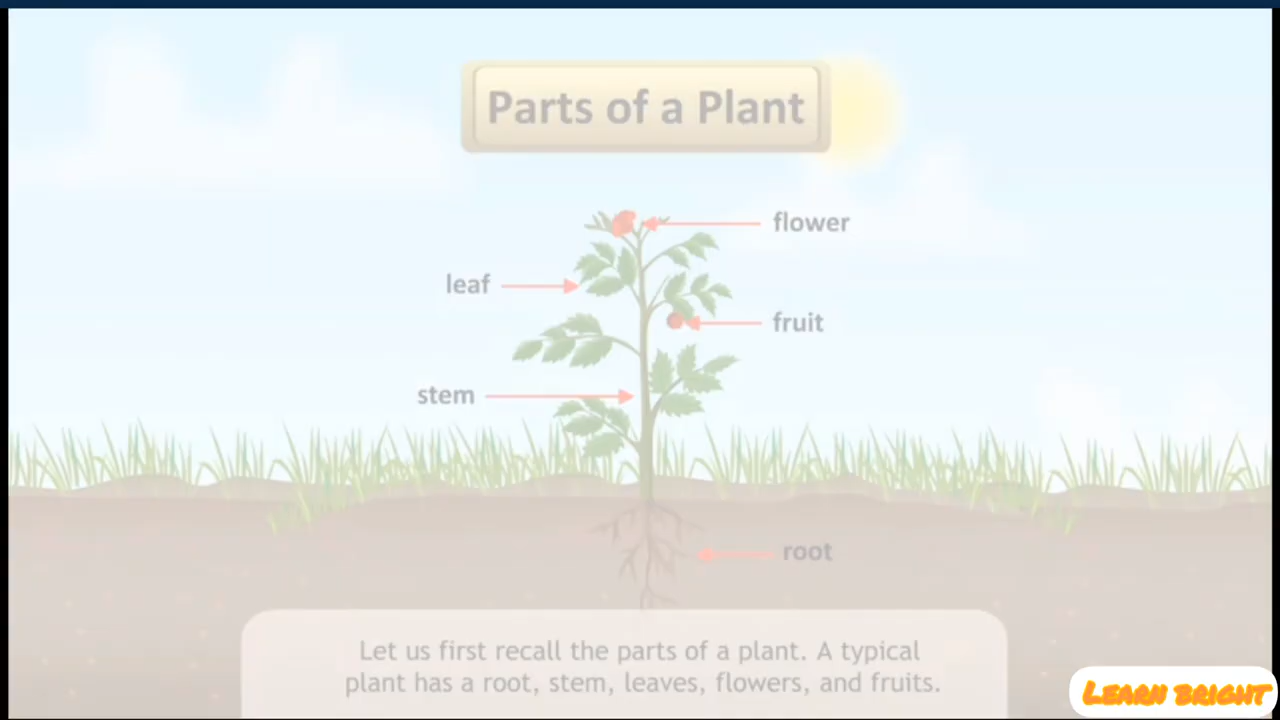 Parts of a Plant
flower
leaf
fruit
stem
root
Let us first recall the parts of a plant. A typical
plant has a root, stem, leaves, flowers, and fruits.
LEARN BRIGHT